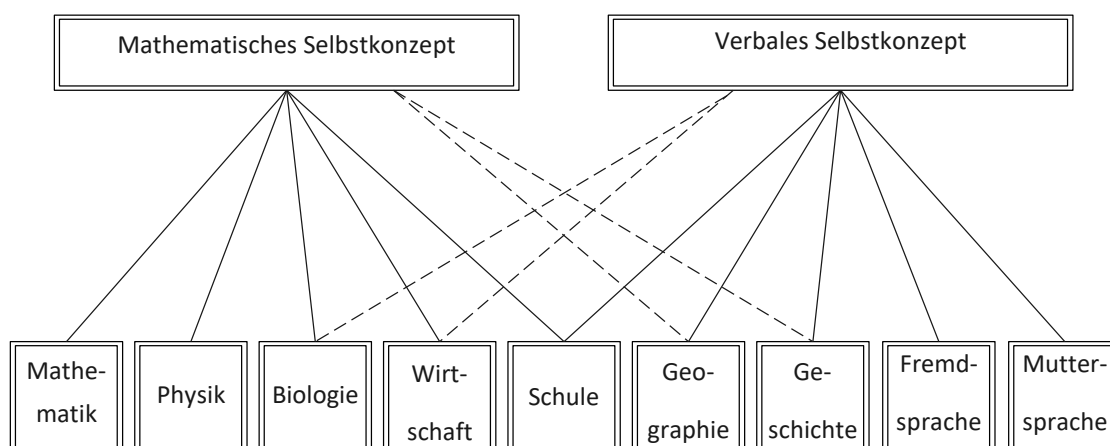 Mathematisches Selbstkonzept
Verbales Selbstkonzept
Mathe-
matik
Physik
Biologie
Wirt-
schaft
Schule
Geo-
graphie
Ge-
schichte
Fremd-
sprache
Mutter-
sprache